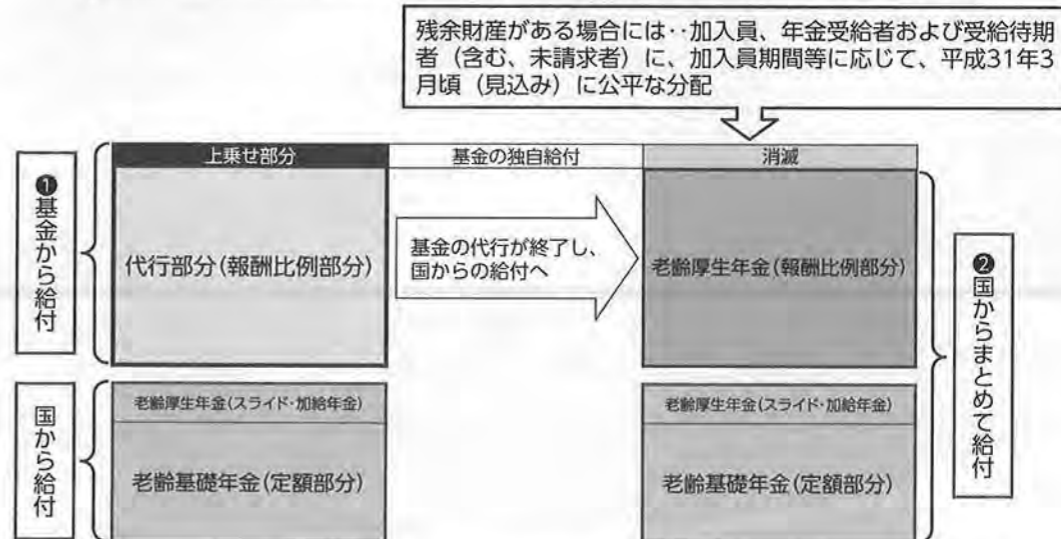 残余財産がある場合には‥加入員、年金受給者および受給待期
者（含む、未請求者）に、加入員期間等に応じて、平成31年3
月頃（見込み）に公平な分配
上乗せ部分
基金の独自給付
消滅
❶基金から給付
代行部分（報酬比例部分）
基金の代行が終了し、
国からの給付へ
老齢厚生年金（報酬比例部分）
❷国からまとめて給付
国から給付
老齢厚生年金（スライド・加給年金）
老齢基礎年金（定額部分）
老齢厚生年金（スライド・加給年金）
老齢基礎年金（定額部分）